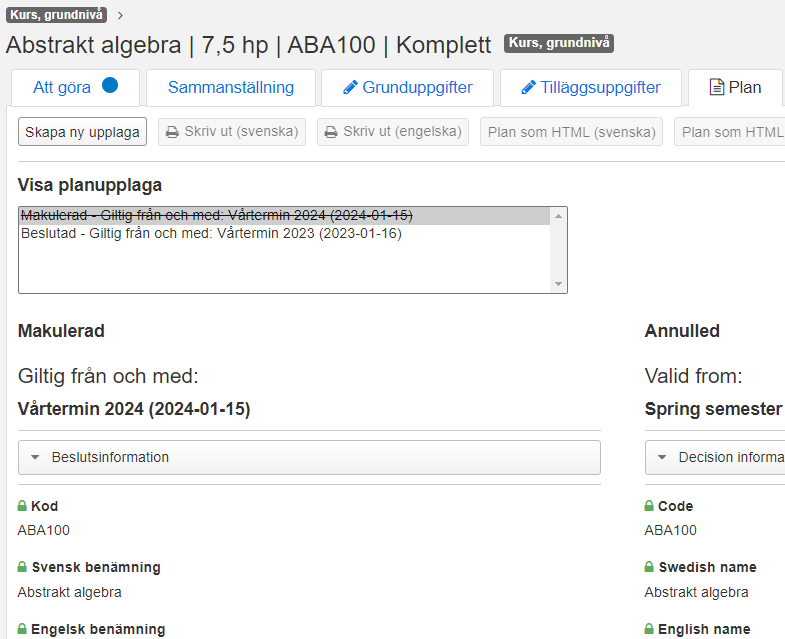 Kurs, grundnivå
Abstrakt algebra | 7,5 hp | ABA100 | Komplett Kurs, grundnivå
Att göra Sammanställning Grunduppgifter Tilläggsuppgifter Plan
Skapa ny upplaga Skriv ut (svenska) Skriv ut (engelska) Plan som HTML (svenska) Plan som HTML
Visa planupplaga
Makulerad - Giltig från och med: Vårtermin 2024 (2024-01-15)
Beslutad - Giltig från och med: Vårtermin 2023 (2023-01-16)
Makulerad Annulled
Giltig från och med: Valid from:
Vårtermin 2024 (2024-01-15) Spring semester
Beslutsinformation Decision informa
Kod Code
ABA100 ABA100
Svensk benämning Swedish name
Abstrakt algebra Abstrakt algebra
Engelsk benämning English name